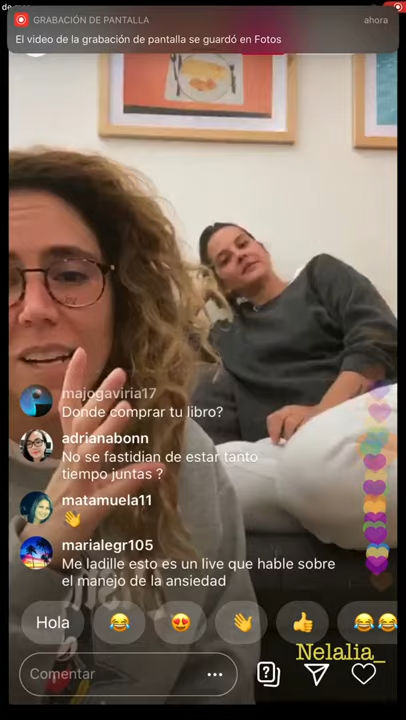 GRABACIÓN DE PANTALLA
ahora
El video de la grabación de pantalla se guardó en Fotos
majogaviria17
Donde comprar tu libro?
adrianabonn
No se fastidian de estar tanto
tiempo juntas ?
matamuela11
👋
marialegr105
Me ladille esto es un live que hable sobre
el manejo de la ansiedad
Hola 😂 😍 👋 👍 😂😂
Nelalia_
Comentar